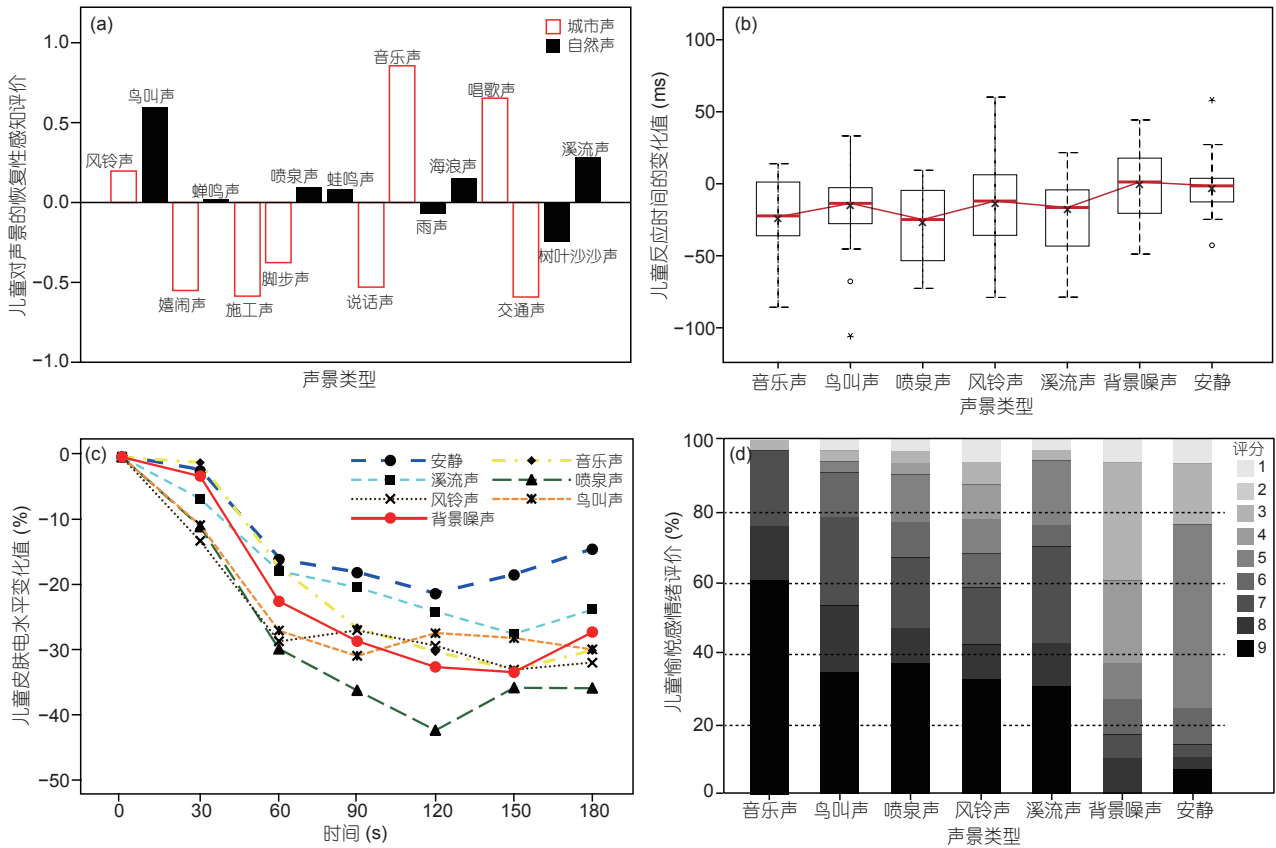 (a)
城市声
自然声
儿童对声景的恢复性感知评价
1.0
0.5
0.0
−0.5
−1.0
风铃声
鸟叫声
嬉闹声
蝉鸣声
施工声
脚步声
喷泉声
蛙鸣声
说话声
音乐声
雨声
海浪声
唱歌声
交通声
树叶沙沙声
溪流声
声景类型
(b)
儿童反应时间的变化值 (ms)
100
50
0
−50
−100
音乐声 鸟叫声 喷泉声 风铃声 溪流声 背景噪声 安静
声景类型
(c)
儿童皮肤电水平变化值 (%)
0
−10
−20
−30
−40
−50
安静 音乐声
溪流声 喷泉声
风铃声 鸟叫声
背景噪声
0 30 60 90 120 150 180
时间 (s)
(d)
儿童愉悦感情绪评价 (%)
100
80
60
40
20
0
评分
1
2
3
4
5
6
7
8
9
音乐声 鸟叫声 喷泉声 风铃声 溪流声 背景噪声 安静
声景类型